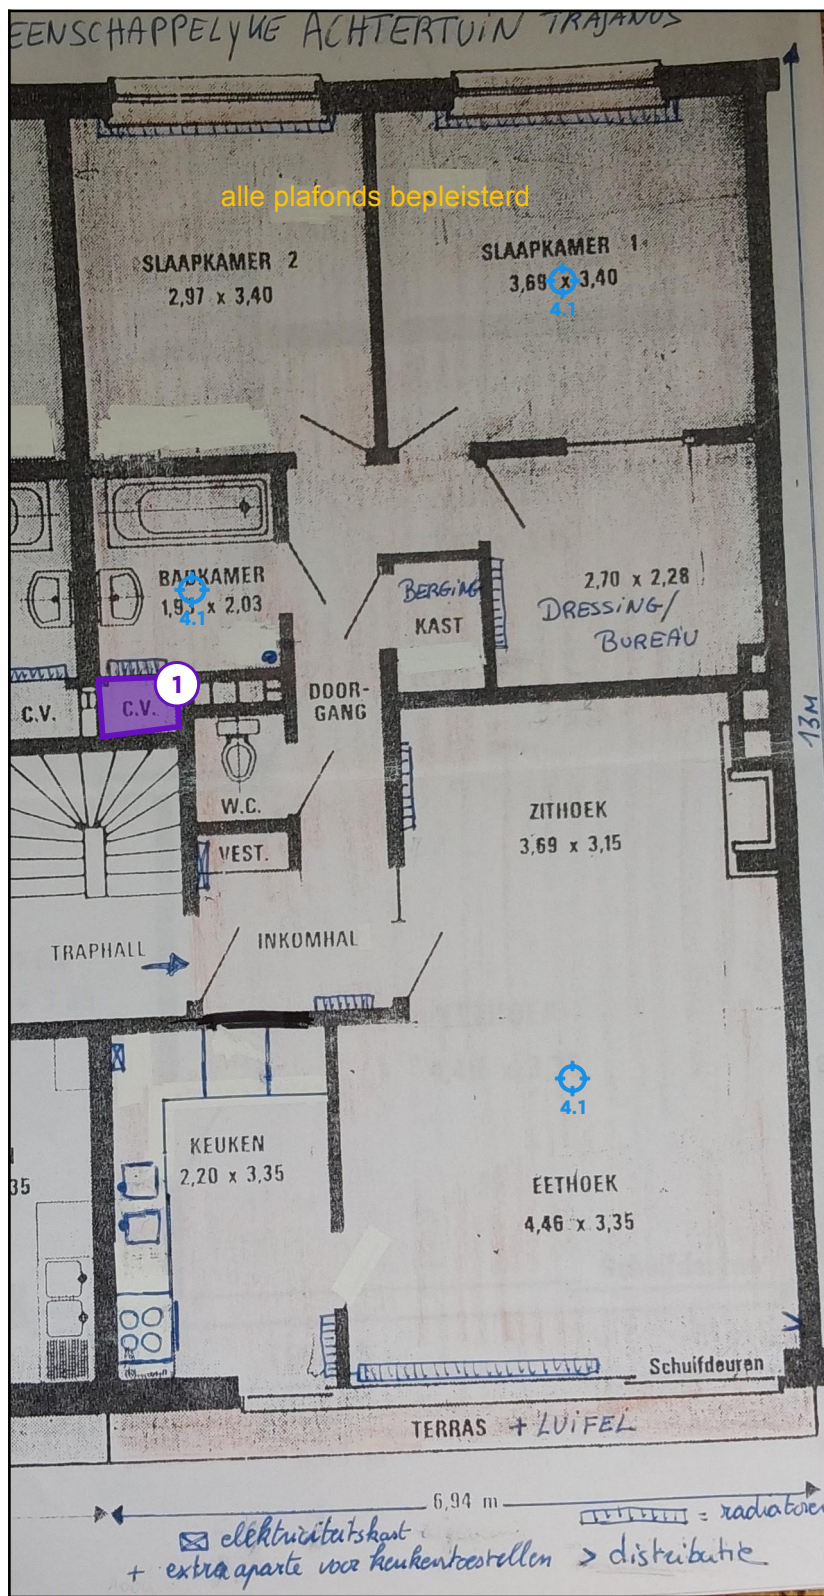 EENSCHAPPELYKE ACHTERTUIN TRAJANUS
alle plafonds bepleisterd
SLAAPKAMER 2
2,97 x 3,40
SLAAPKAMER 1
3,69 x 3,40
4.1
BADKAMER
1,91 x 2,03
4.1
BERGING
KAST
2,70 x 2,28
DRESSING/
BUREAU
C.V.
C.V.
1
DOOR-
GANG
13M
W.C.
VEST.
ZITHOEK
3,69 x 3,15
TRAPHALL
INKOMHAL
4.1
KEUKEN
2,20 x 3,35
35
EETHOEK
4,46 x 3,35
Schuifdeuren
TERRAS + LUIFEL
6,94 m
elektriciteitskast
= radiatoren
+ extra aparte voor keukentoestellen > distributie